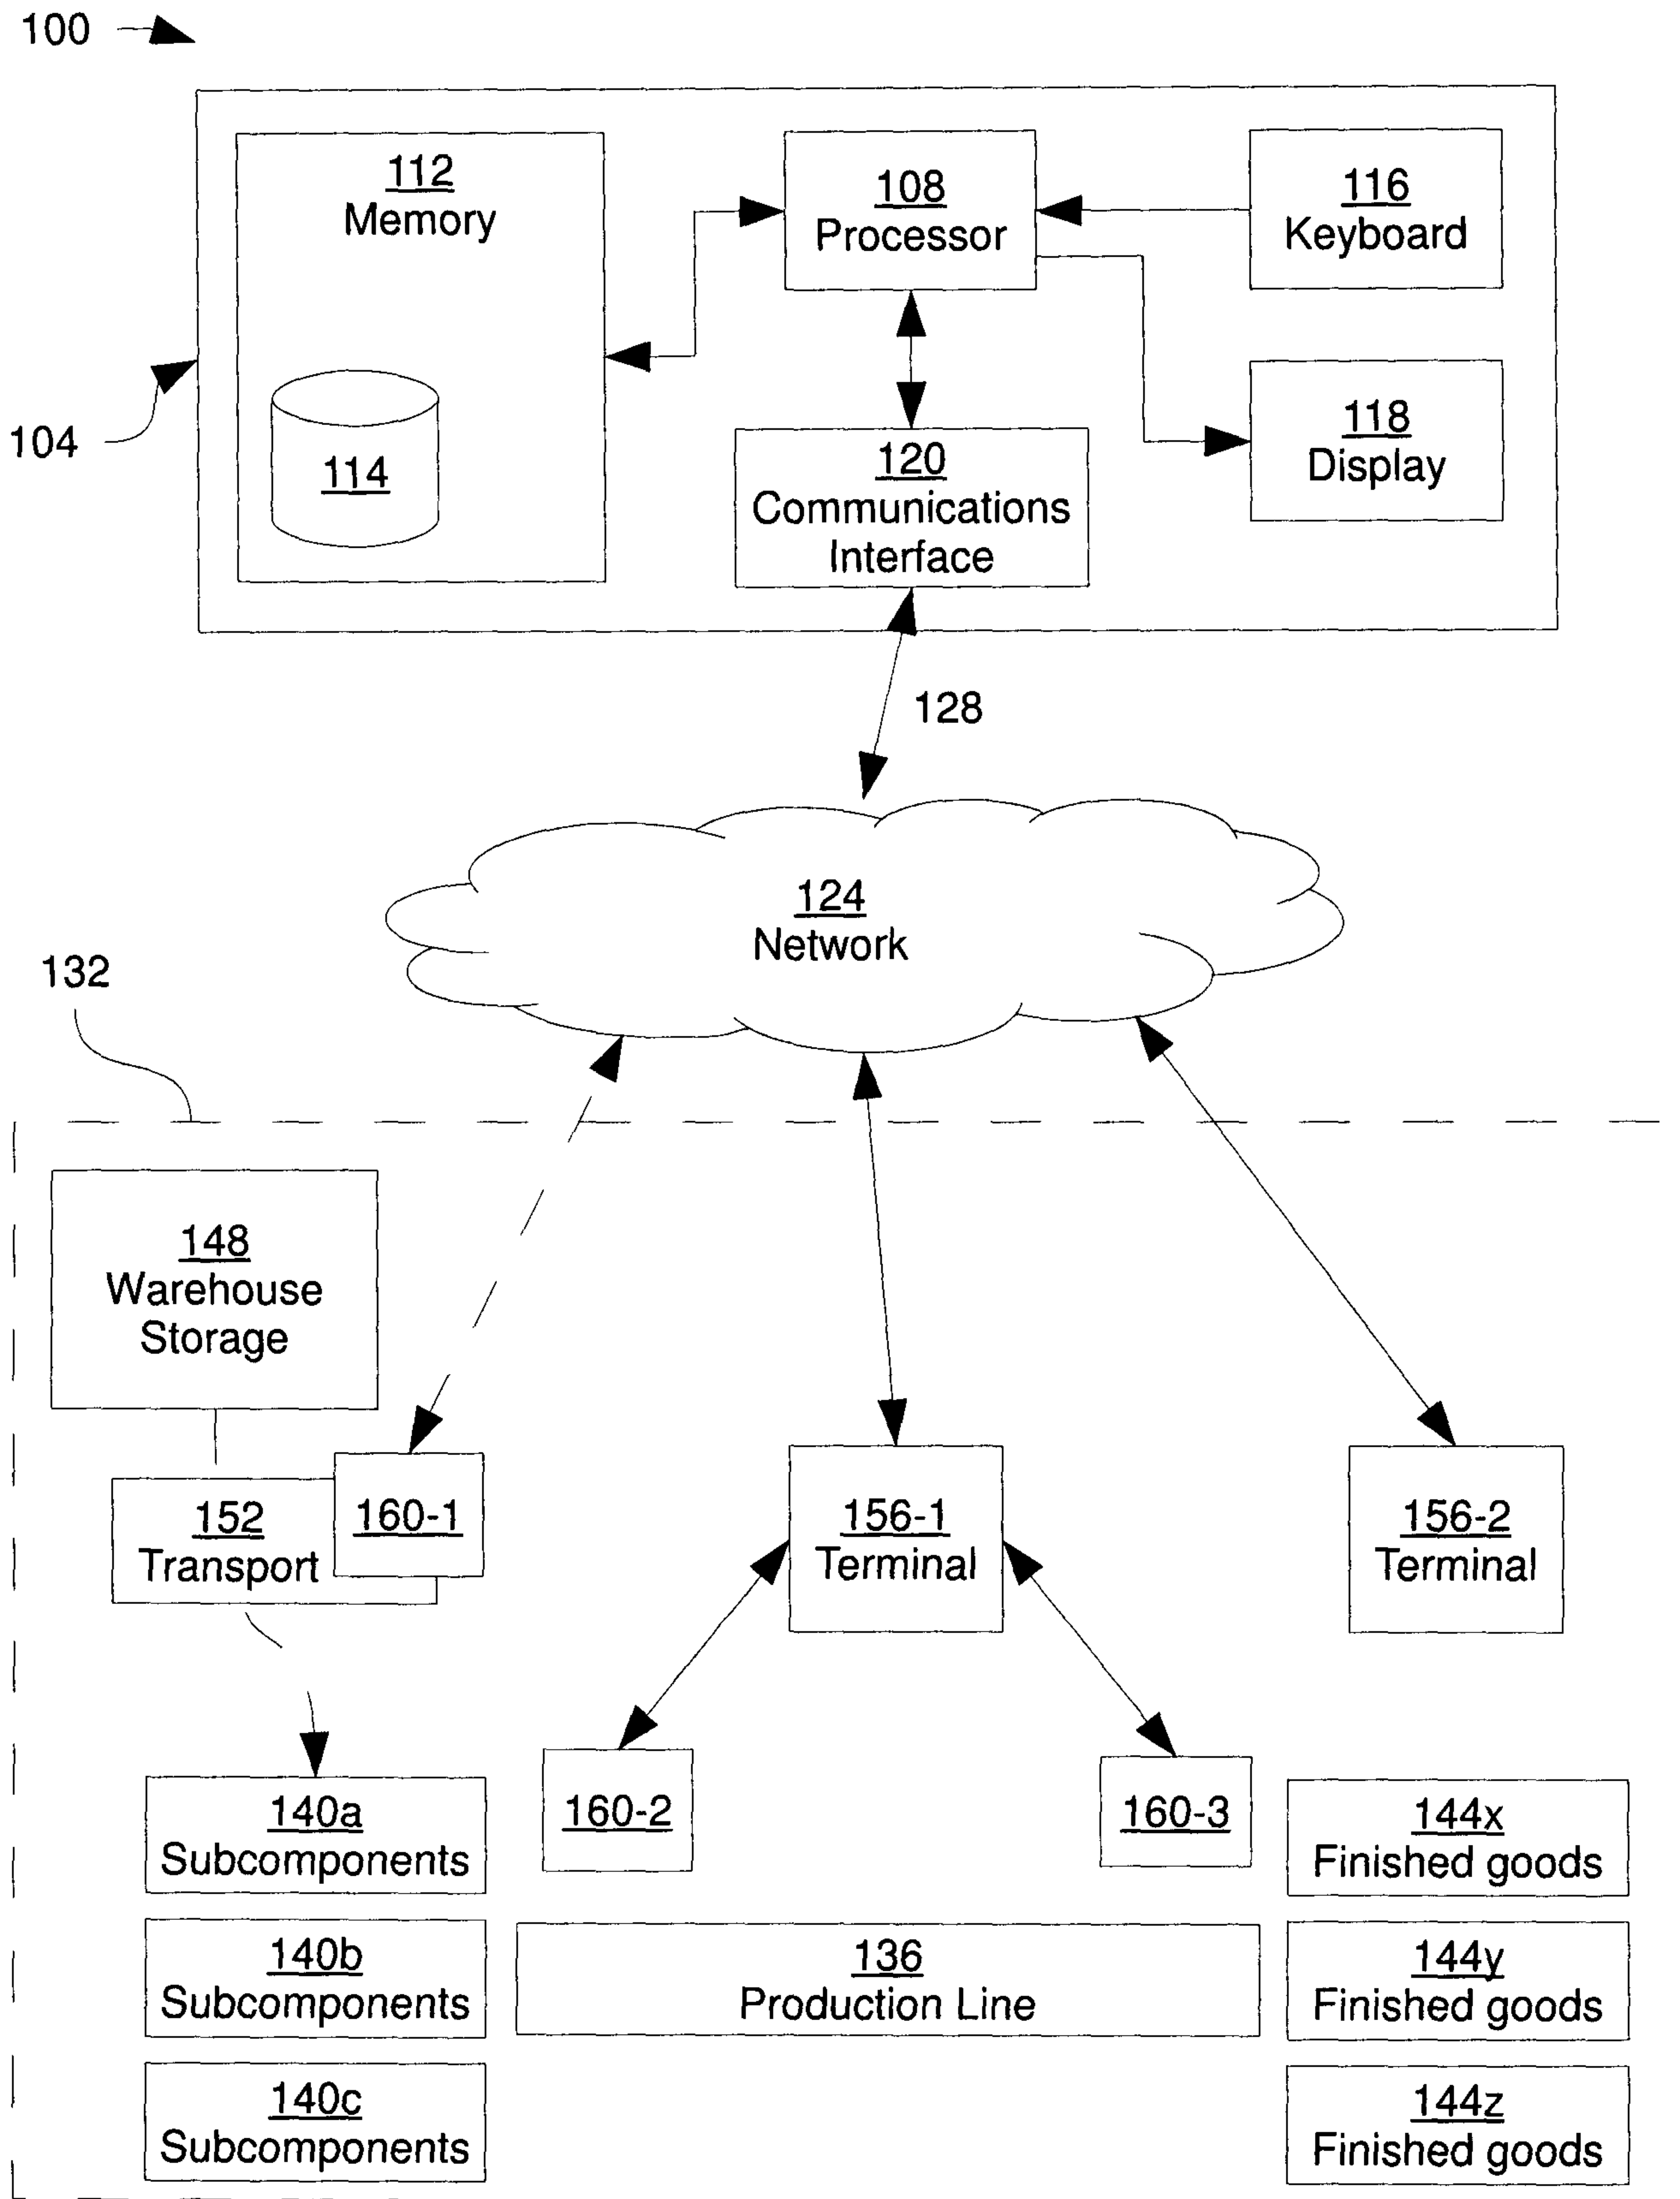 100
112
Memory
108
Processor
116
Keyboard
104
114
120
Communications
Interface
118
Display
128
124
Network
132
148
Warehouse
Storage
152
Transport
160-1
156-1
Terminal
156-2
Terminal
160-2
160-3
140a
Subcomponents
144x
Finished goods
140b
Subcomponents
136
Production Line
144y
Finished goods
140c
Subcomponents
144z
Finished goods